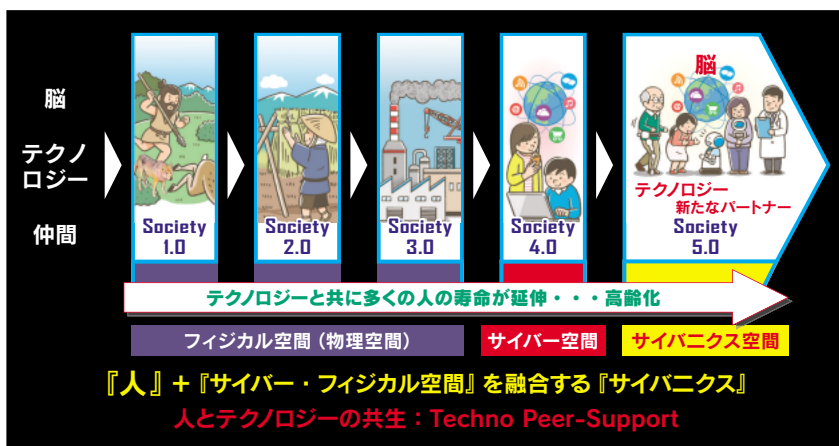 脳
テクノ
ロジー
仲間
Society
1.0
Society
2.0
Society
3.0
Society
4.0
脳
テクノロジー
新たなパートナー
Society
5.0
テクノロジーと共に多くの人の寿命が延伸・・・高齢化
フィジカル空間（物理空間）
サイバー空間
サイバニクス空間
『人』+『サイバー・フィジカル空間』を融合する『サイバニクス』
人とテクノロジーの共生：Techno Peer-Support